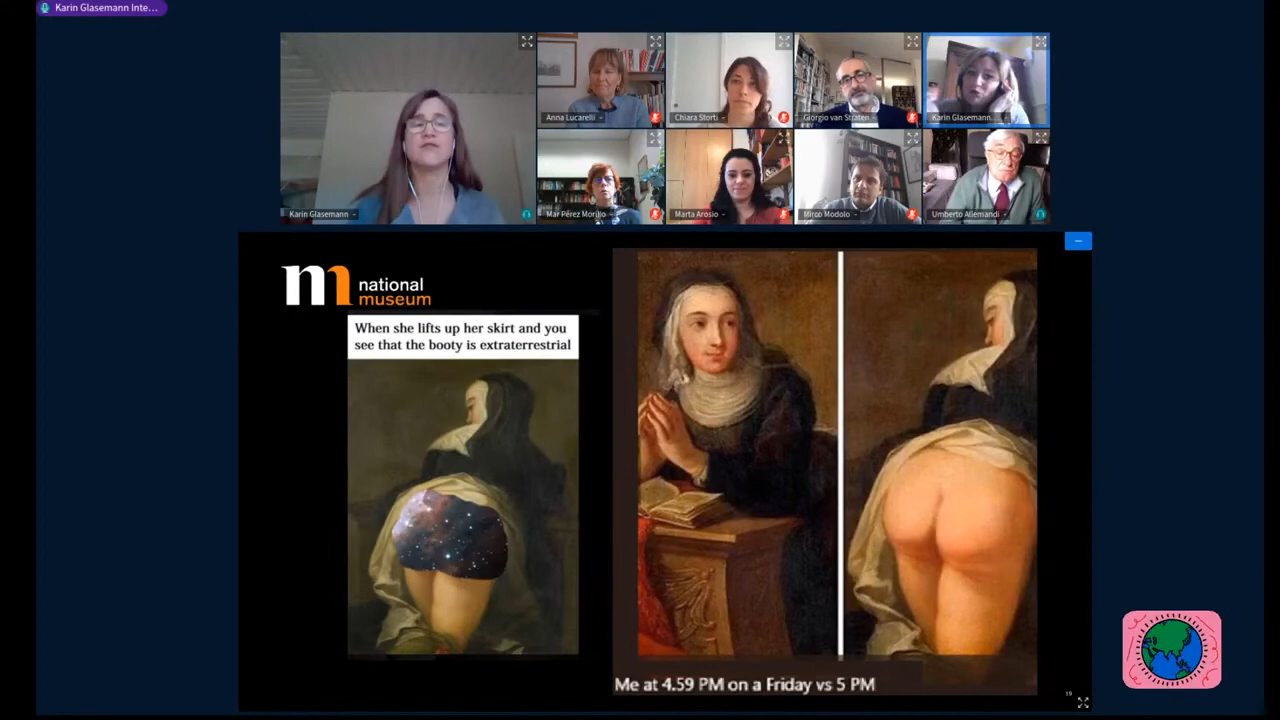 Karin Glasemann Inte...
Anna Lucarelli
Chiara Storti
Giorgio van Straten
Karin Glasemann...
Karin Glasemann
Mar Pérez Morillo
Marta Arosio
Mirco Modolo
Umberto Allemandi
national
museum
When she lifts up her skirt and you
see that the booty is extraterrestrial
Me at 4.59 PM on a Friday vs 5 PM
19